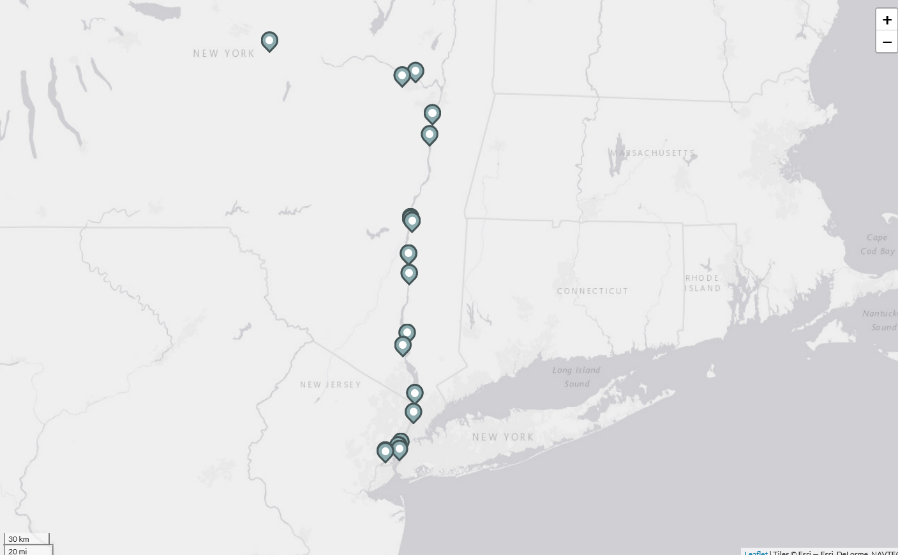 +
NEW YORK
−
MASSACHUSETTS
Cape
Cod Bay
RHODE
ISLAND
CONNECTICUT
Nantuck
Sound
Long Island
Sound
NEW JERSEY
NEW YORK
30 km
20 mi
Leaflet | Tiles © Esri — Esri, DeLorme, NAVTEQ